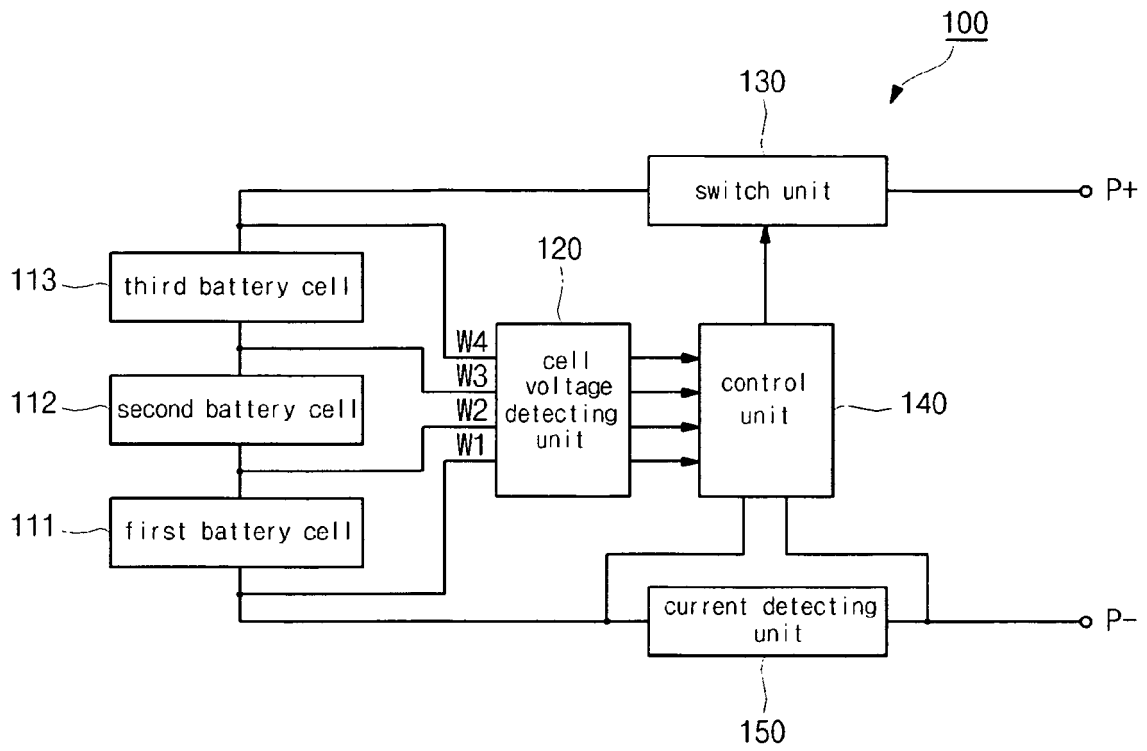 100
130
switch unit
P+
120
113
third battery cell
W4
cell
voltage
detecting
unit
control
unit
W3
112
second battery cell
W2
140
W1
111
first battery cell
current detecting
unit
P-
150